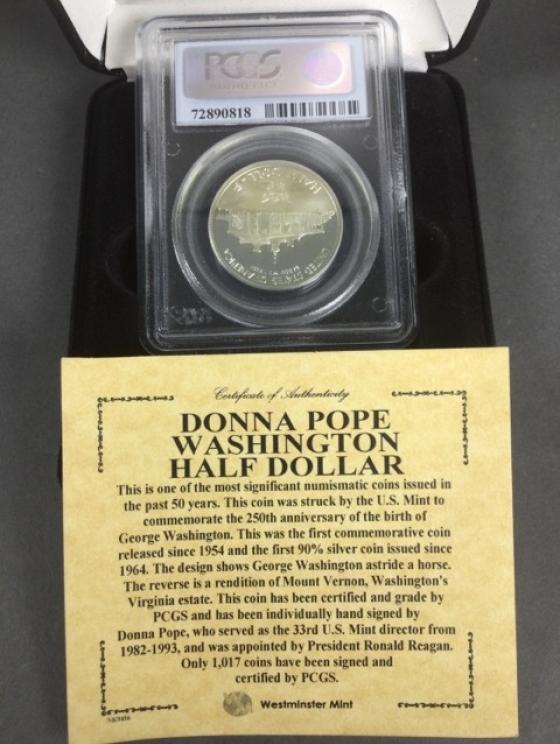 PCGS
72890818
HALF DOLLAR
UNITED STATES OF AMERICA
Certificate of Authenticity
DONNA POPE
WASHINGTON
HALF DOLLAR
This is one of the most significant numismatic coins issued in
the past 50 years. This coin was struck by the U.S. Mint to
commemorate the 250th anniversary of the birth of
George Washington. This was the first commemorative coin
released since 1954 and the first 90% silver coin issued since
1964. The design shows George Washington astride a horse.
The reverse is a rendition of Mount Vernon, Washington's
Virginia estate. This coin has been certified and grade by
PCGS and has been individually hand signed by
Donna Pope, who served as the 33rd U.S. Mint director from
1982-1993, and was appointed by President Ronald Reagan.
Only 1,017 coins have been signed and
certified by PCGS.
Westminster Mint